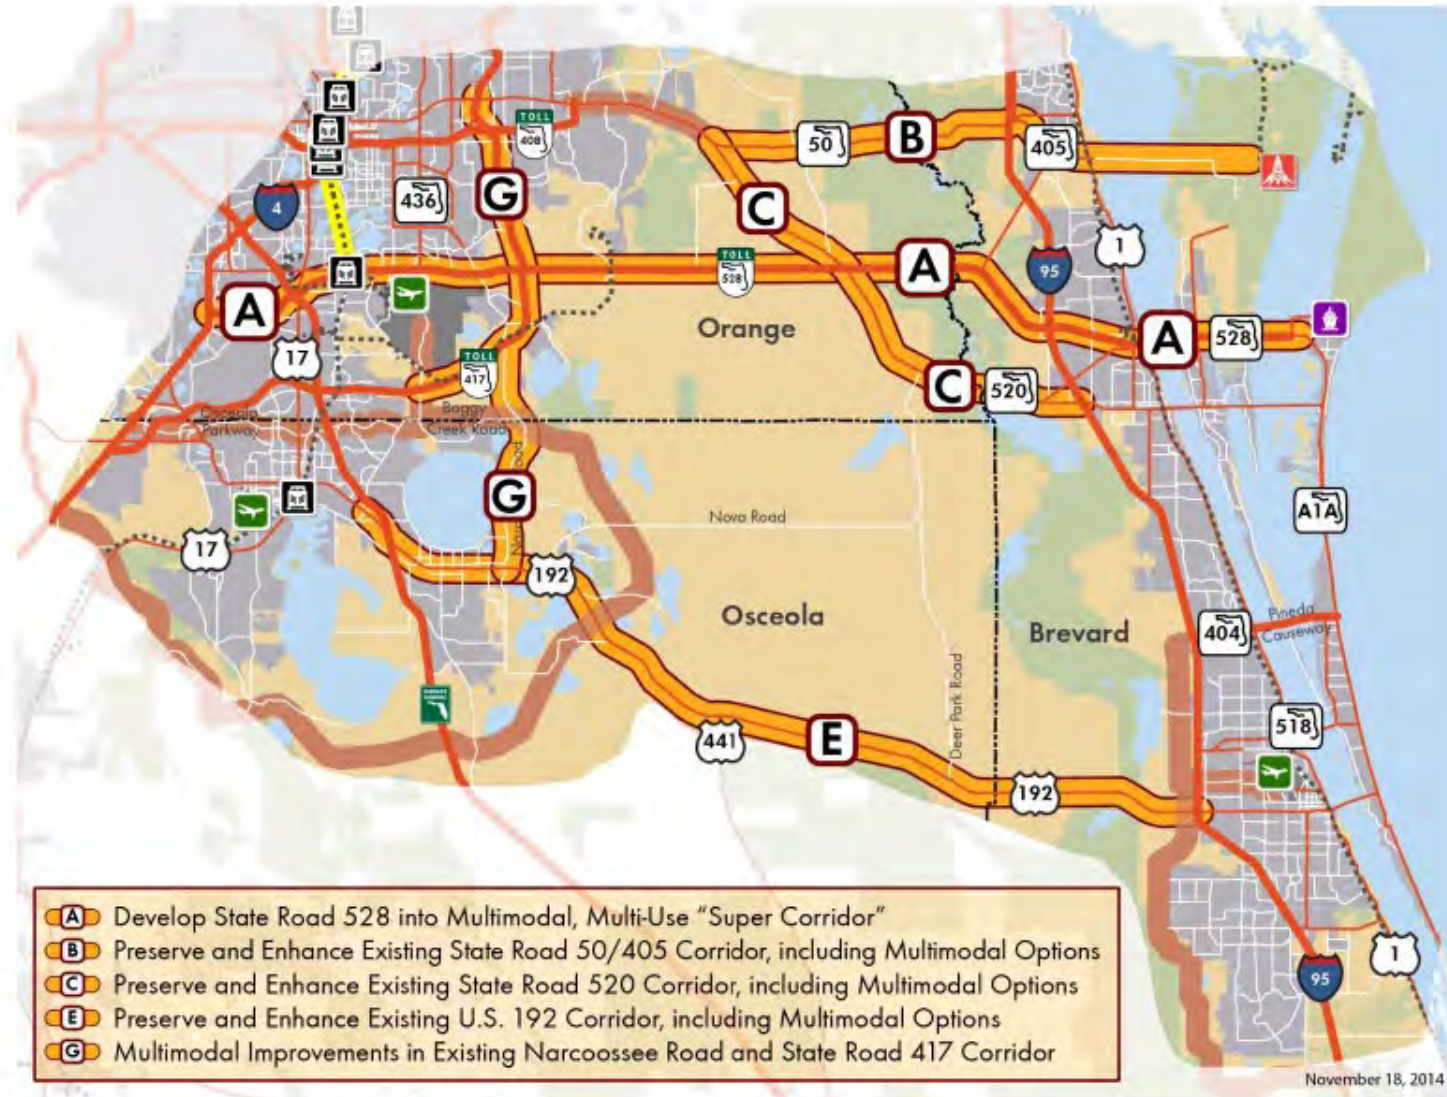 TOLL
408
50
B
405
G
436
C
4
1
A
TOLL
528
95
A
A
17
Orange
A
528
TOLL
417
C
520
Osceola
Parkway
Boggy
Creek Road
G
A1A
Nova Road
17
192
Osceola
Brevard
404
Pineda
Causeway
Deer Park Road
518
441
E
192
A Develop State Road 528 into Multimodal, Multi-Use “Super Corridor”
B Preserve and Enhance Existing State Road 50/405 Corridor, including Multimodal Options
C Preserve and Enhance Existing State Road 520 Corridor, including Multimodal Options
E Preserve and Enhance Existing U.S. 192 Corridor, including Multimodal Options
G Multimodal Improvements in Existing Narcoossee Road and State Road 417 Corridor
1
95
November 18, 2014